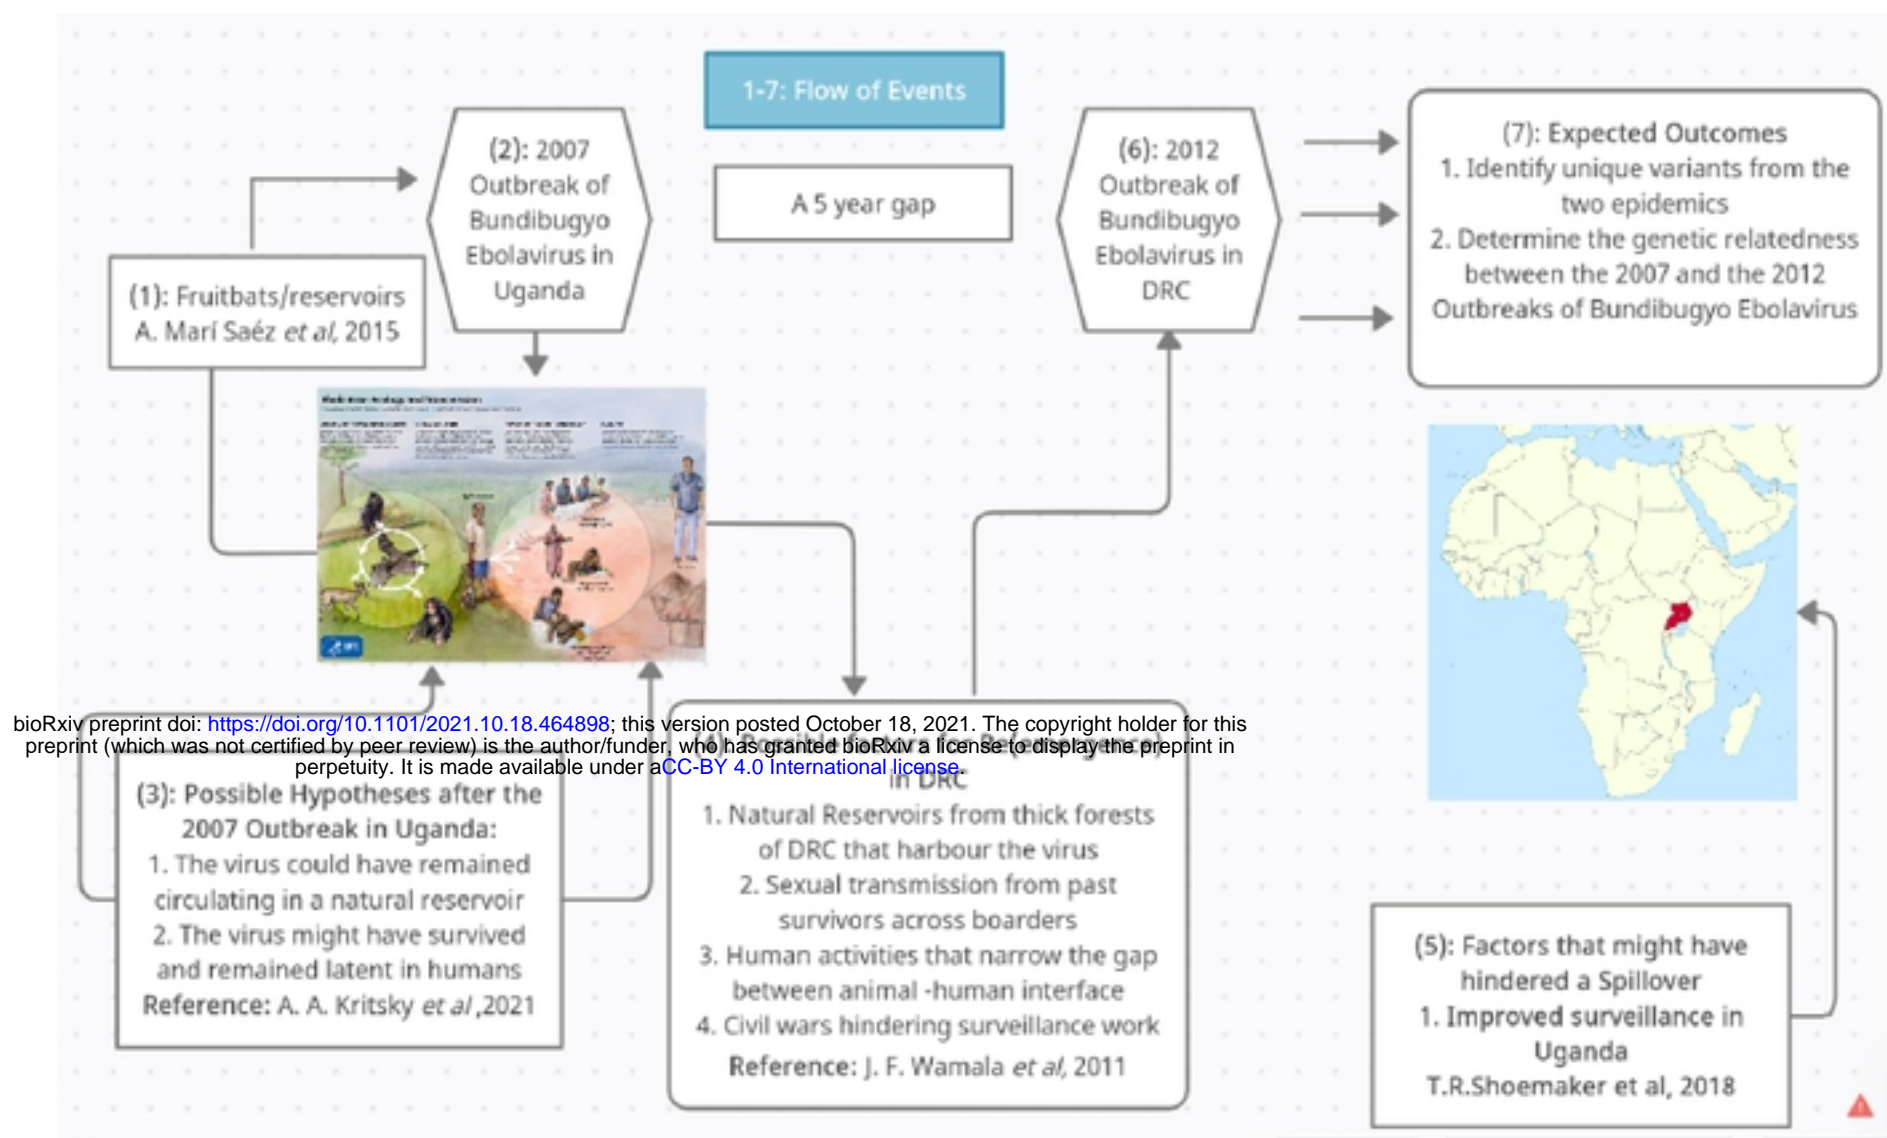 1-7: Flow of Events
A 5 year gap
(1): Fruitbats/reservoirs
A. Marí Saéz et al, 2015
(2): 2007
Outbreak of
Bundibugyo
Ebolavirus in
Uganda
(6): 2012
Outbreak of
Bundibugyo
Ebolavirus in
DRC
(7): Expected Outcomes
1. Identify unique variants from the
two epidemics
2. Determine the genetic relatedness
between the 2007 and the 2012
Outbreaks of Bundibugyo Ebolavirus
bioRxiv preprint doi: https://doi.org/10.1101/2021.10.18.464898; this version posted October 18, 2021. The copyright holder for this
preprint (which was not certified by peer review) is the author/funder, who has granted bioRxiv a license to display the preprint in
perpetuity. It is made available under aCC-BY 4.0 International license.
(3): Possible Hypotheses after the
2007 Outbreak in Uganda:
1. The virus could have remained
circulating in a natural reservoir
2. The virus might have survived
and remained latent in humans
Reference: A. A. Kritsky et al ,2021
(4): Possible factors for Re(emergence)
in DRC
1. Natural Reservoirs from thick forests
of DRC that harbour the virus
2. Sexual transmission from past
survivors across boarders
3. Human activities that narrow the gap
between animal -human interface
4. Civil wars hindering surveillance work
Reference: J. F. Wamala et al, 2011
(5): Factors that might have
hindered a Spillover
1. Improved surveillance in
Uganda
T.R.Shoemaker et al, 2018